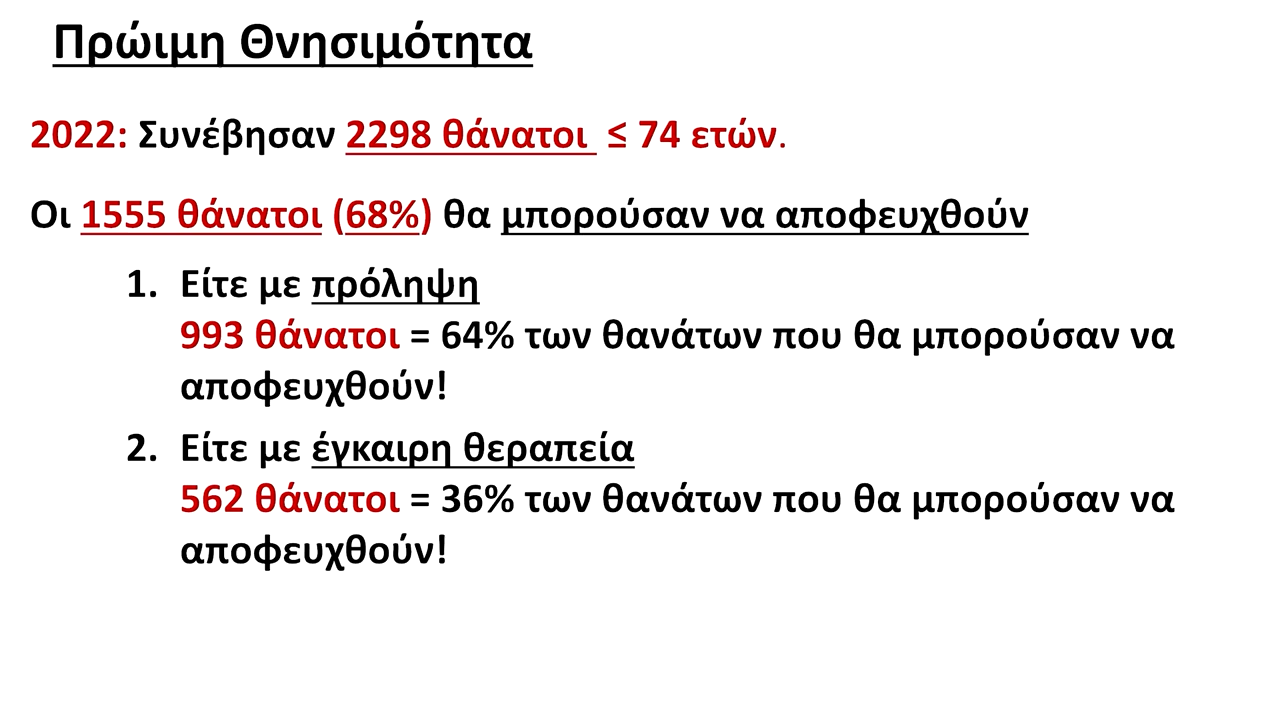 Πρώιμη Θνησιμότητα
2022: Συνέβησαν 2298 θάνατοι ≤ 74 ετών.
Οι 1555 θάνατοι (68%) θα μπορούσαν να αποφευχθούν
1. Είτε με πρόληψη
993 θάνατοι = 64% των θανάτων που θα μπορούσαν να
αποφευχθούν!
2. Είτε με έγκαιρη θεραπεία
562 θάνατοι = 36% των θανάτων που θα μπορούσαν να
αποφευχθούν!